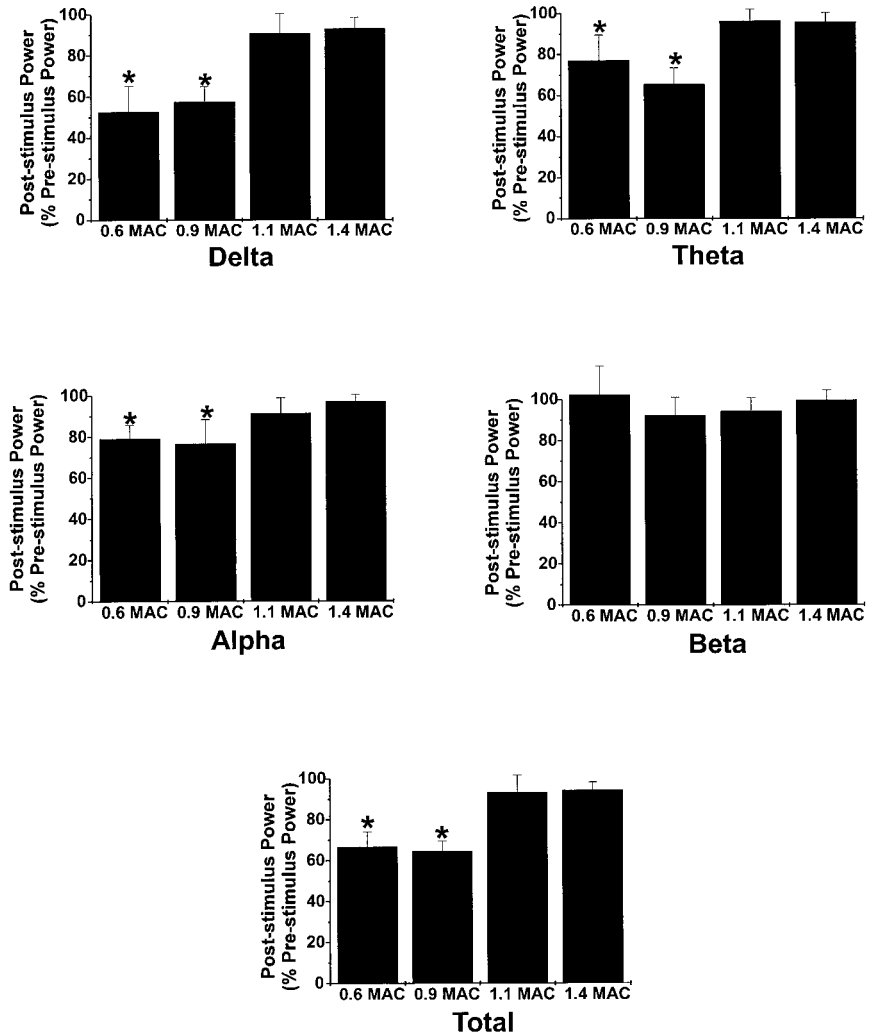 Post-stimulus Power
(% Pre-stimulus Power)
100
80
60
40
20
0
*
*
0.6 MAC
0.9 MAC
1.1 MAC
1.4 MAC
Delta
Post-stimulus Power
(% Pre-stimulus Power)
100
80
60
40
20
0
*
*
0.6 MAC
0.9 MAC
1.1 MAC
1.4 MAC
Theta
Post-stimulus Power
(% Pre-stimulus Power)
100
80
60
40
20
0
*
*
0.6 MAC
0.9 MAC
1.1 MAC
1.4 MAC
Alpha
Post-stimulus Power
(% Pre-stimulus Power)
100
80
60
40
20
0
0.6 MAC
0.9 MAC
1.1 MAC
1.4 MAC
Beta
Post-stimulus Power
(% Pre-stimulus Power)
100
80
60
40
20
0
*
*
0.6 MAC
0.9 MAC
1.1 MAC
1.4 MAC
Total